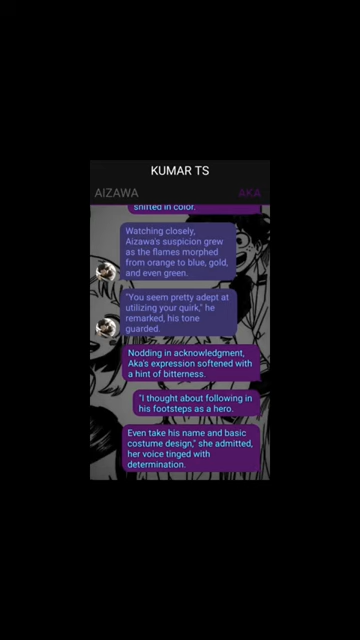 KUMAR TS
AIZAWA
AKA
shifted in color.
Watching closely,
Aizawa's suspicion grew
as the flames morphed
from orange to blue, gold,
and even green.
"You seem pretty adept at
utilizing your quirk," he
remarked, his tone
guarded.
Nodding in acknowledgment,
Aka's expression softened with
a hint of bitterness.
"I thought about following in
his footsteps as a hero.
Even take his name and basic
costume design," she admitted,
her voice tinged with
determination.